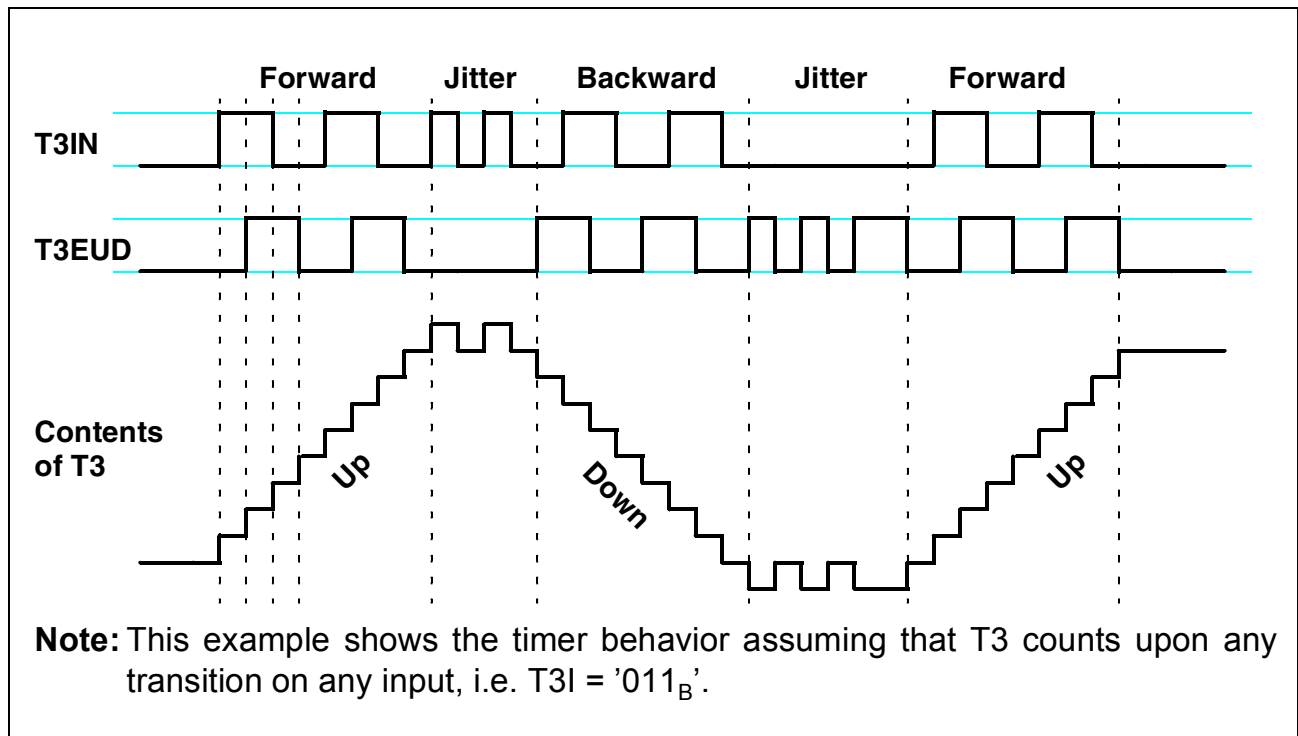 Forward Jitter Backward Jitter Forward
T3IN
T3EUD
Contents
of T3
Up
Down
Up
Note: This example shows the timer behavior assuming that T3 counts upon any
transition on any input, i.e. T3I = ’011B’.